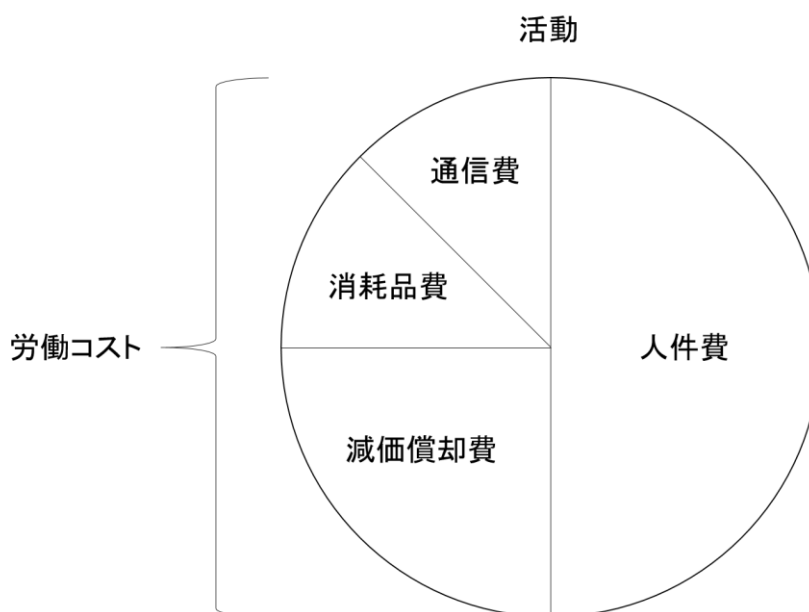 活動
通信費
消耗品費
労働コスト
人件費
減価償却費